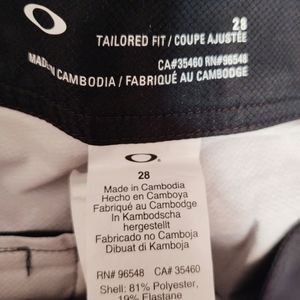 28
TAILORED FIT / COUPE AJUSTÉE
CA#35460 RN#96548
MADE IN CAMBODIA / FABRIQUÉ AU CAMBODGE
28
Made in Cambodia
Hecho en Camboya
Fabriqué au Cambodge
In Kambodscha
hergestellt
Fabricado no Camboja
Dibuat di Kamboja
RN# 96548 CA# 35460
Shell: 81% Polyester,
19% Elastane